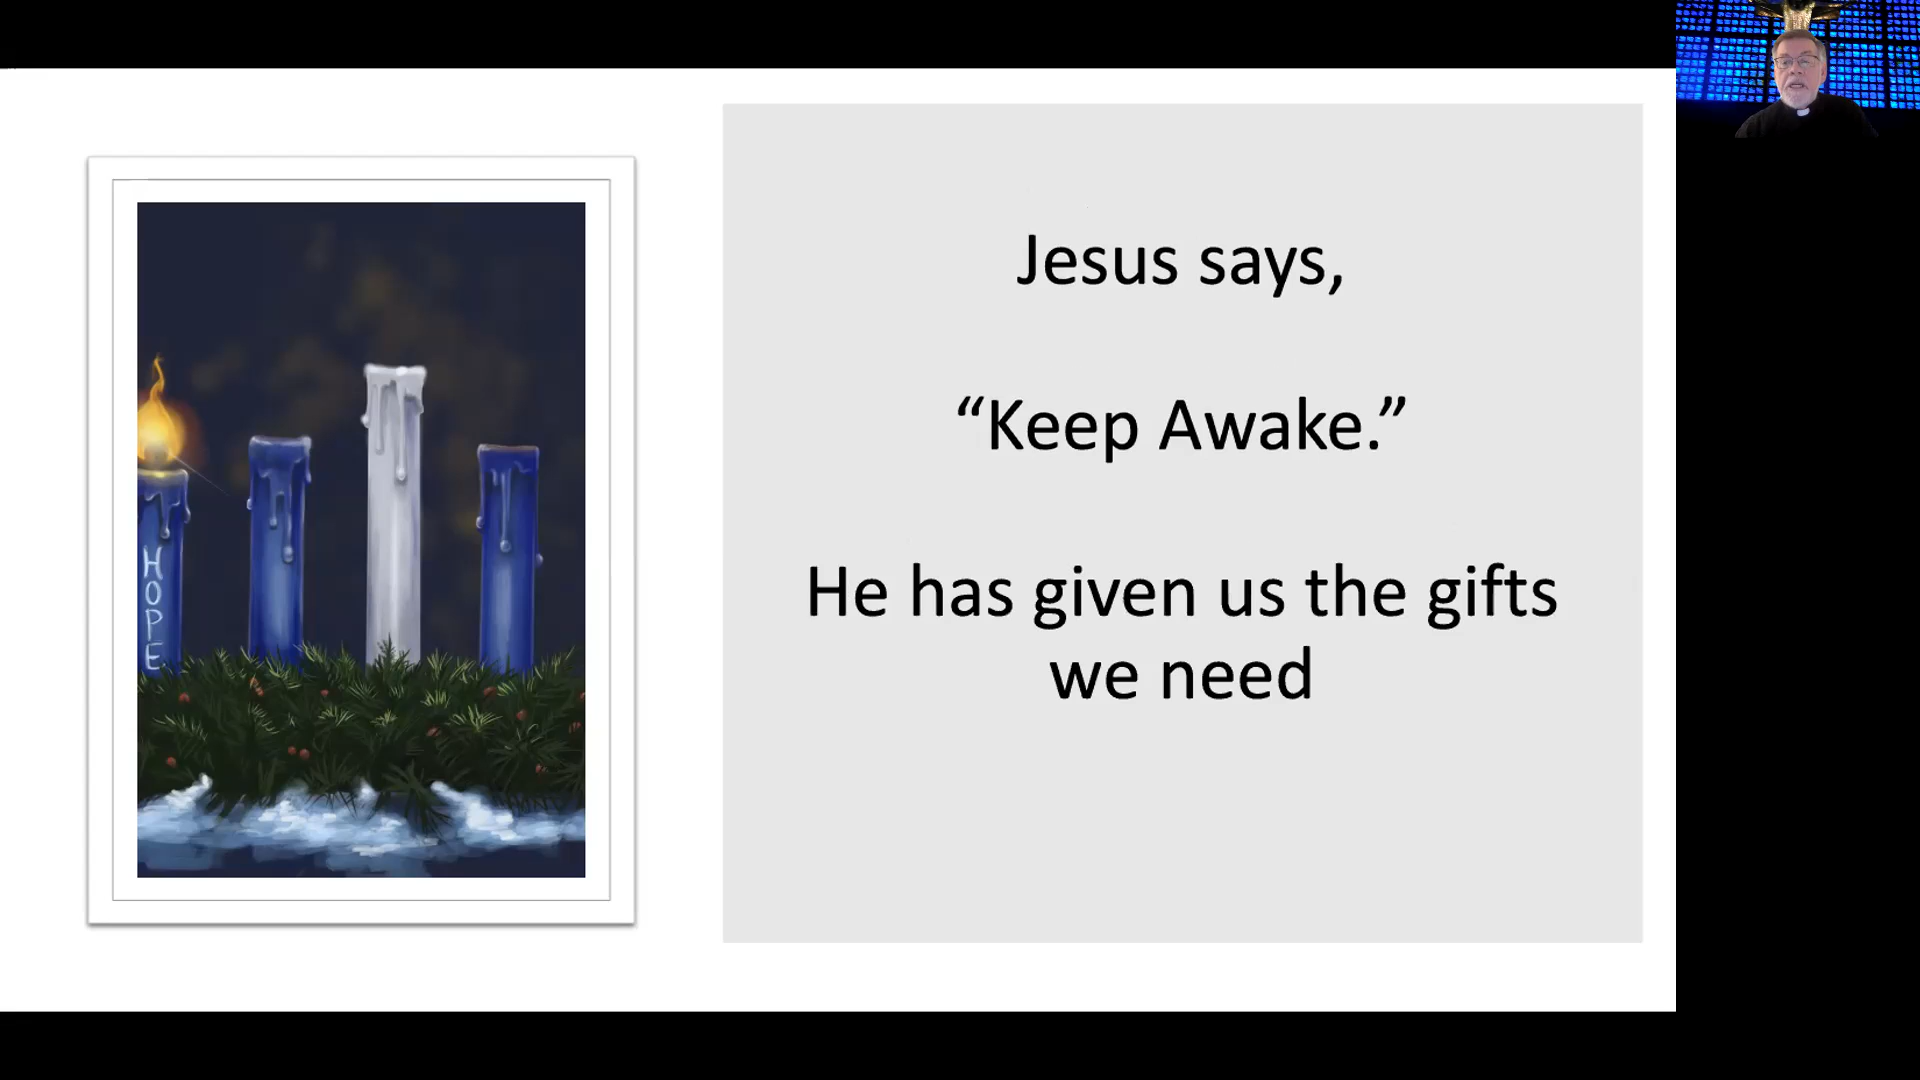 HOPE
Jesus says,
“Keep Awake.”
He has given us the gifts
we need